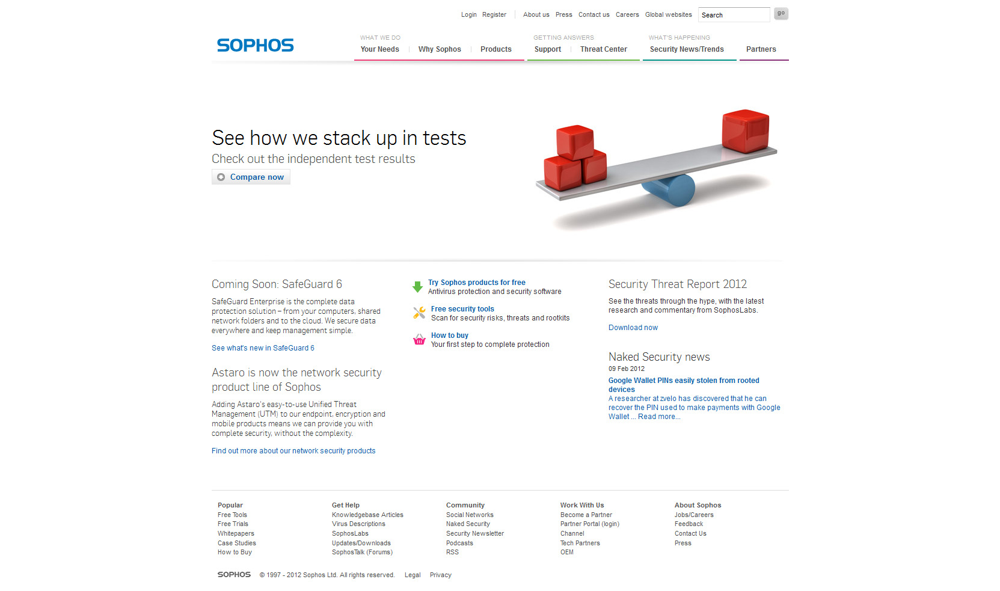 Login Register About us Press Contact us Careers Global websites Search go
SOPHOS
WHAT WE DO GETTING ANSWERS WHAT'S HAPPENING
Your Needs Why Sophos Products Support Threat Center Security News/Trends Partners
See how we stack up in tests
Check out the independent test results
Compare now
Coming Soon: SafeGuard 6
SafeGuard Enterprise is the complete data
protection solution – from your computers, shared
network folders and to the cloud. We secure data
everywhere and keep management simple.
See what's new in SafeGuard 6
Astaro is now the network security
product line of Sophos
Adding Astaro's easy-to-use Unified Threat
Management (UTM) to our endpoint, encryption and
mobile products means we can provide you with
complete security, without the complexity.
Find out more about our network security products
Try Sophos products for free
Antivirus protection and security software
Free security tools
Scan for security risks, threats and rootkits
How to buy
Your first step to complete protection
Security Threat Report 2012
See the threats through the hype, with the latest
research and commentary from SophosLabs.
Download now
Naked Security news
09 Feb 2012
Google Wallet PINs easily stolen from rooted
devices
A researcher at zvelo has discovered that he can
recover the PIN used to make payments with Google
Wallet ... Read more...
Popular
Free Tools
Free Trials
Whitepapers
Case Studies
How to Buy
Get Help
Knowledgebase Articles
Virus Descriptions
SophosLabs
Updates/Downloads
SophosTalk (Forums)
Community
Social Networks
Naked Security
Security Newsletter
Podcasts
RSS
Work With Us
Become a Partner
Partner Portal (login)
Channel
Tech Partners
OEM
About Sophos
Jobs/Careers
Feedback
Contact Us
Press
SOPHOS © 1997 - 2012 Sophos Ltd. All rights reserved. Legal Privacy